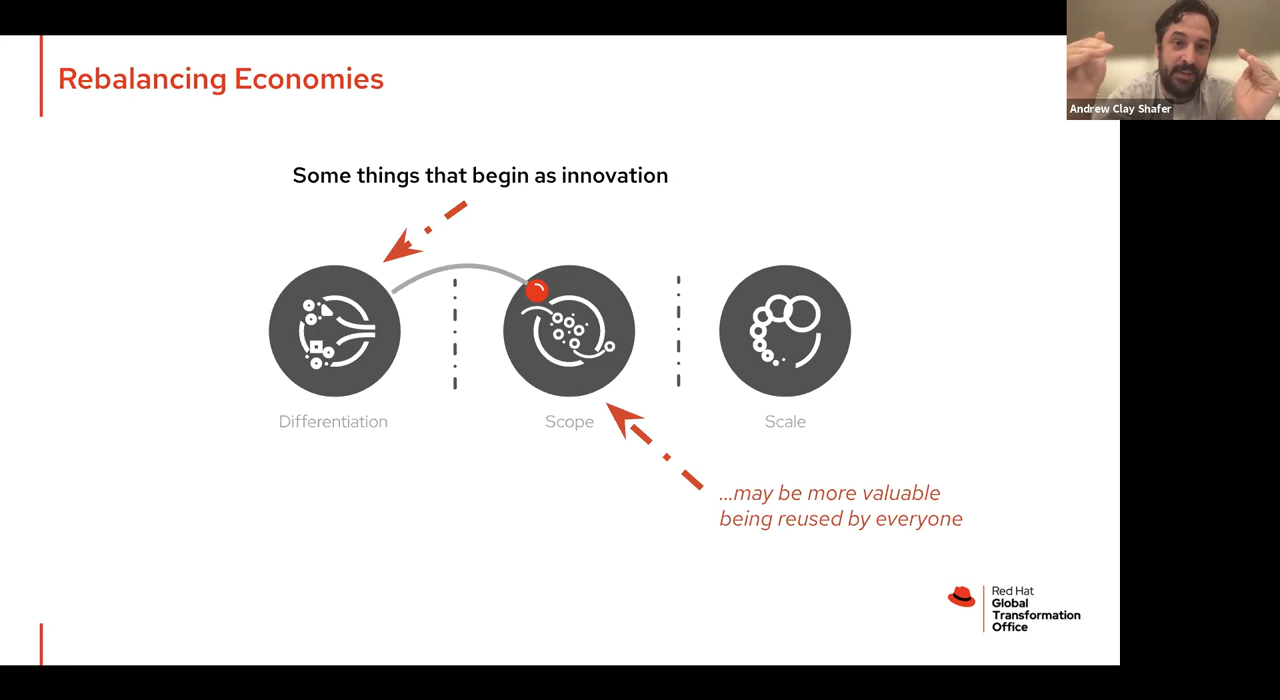 Rebalancing Economies
Andrew Clay Shafer
Some things that begin as innovation
Differentiation
Scope
Scale
...may be more valuable
being reused by everyone
Red Hat
Global
Transformation
Office